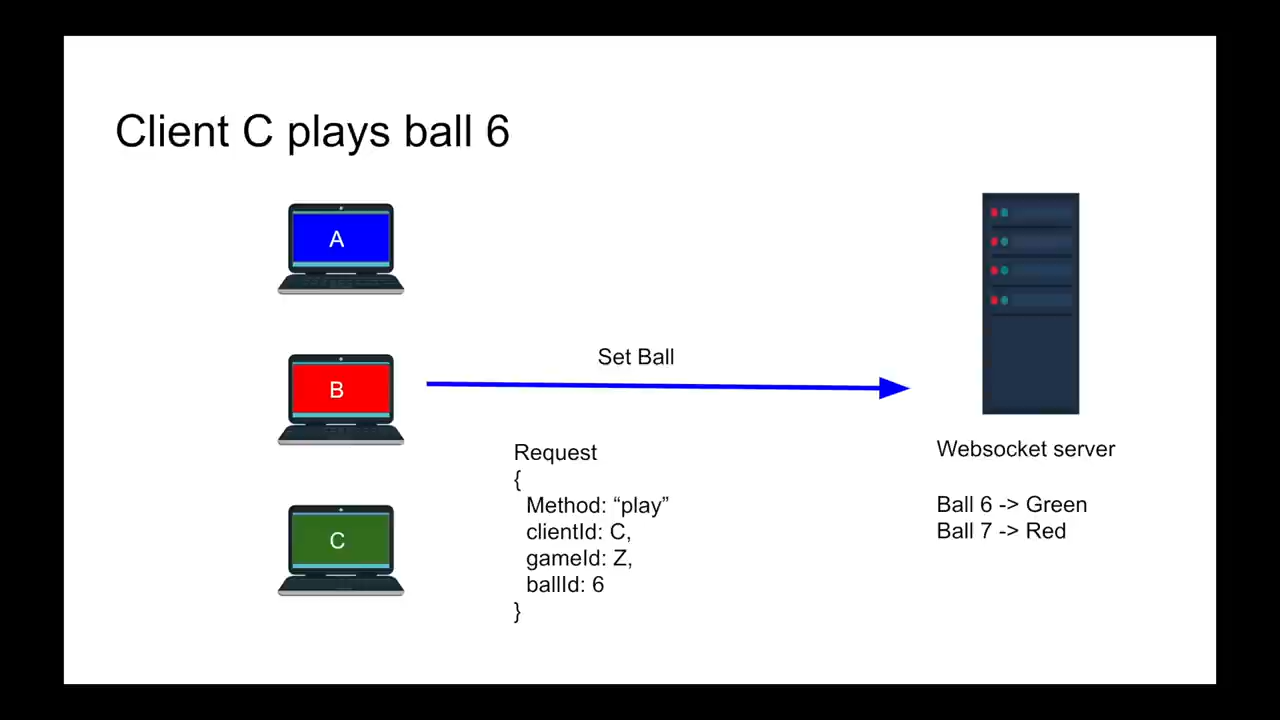 Client C plays ball 6
A
B
C
Set Ball
Request
{
Method: “play”
clientId: C,
gameId: Z,
ballId: 6
}
Websocket server
Ball 6 -> Green
Ball 7 -> Red